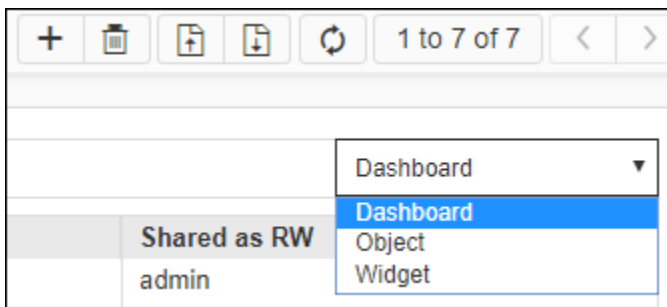 1 to 7 of 7
Dashboard
Dashboard
Shared as RW
Object
admin
Widget